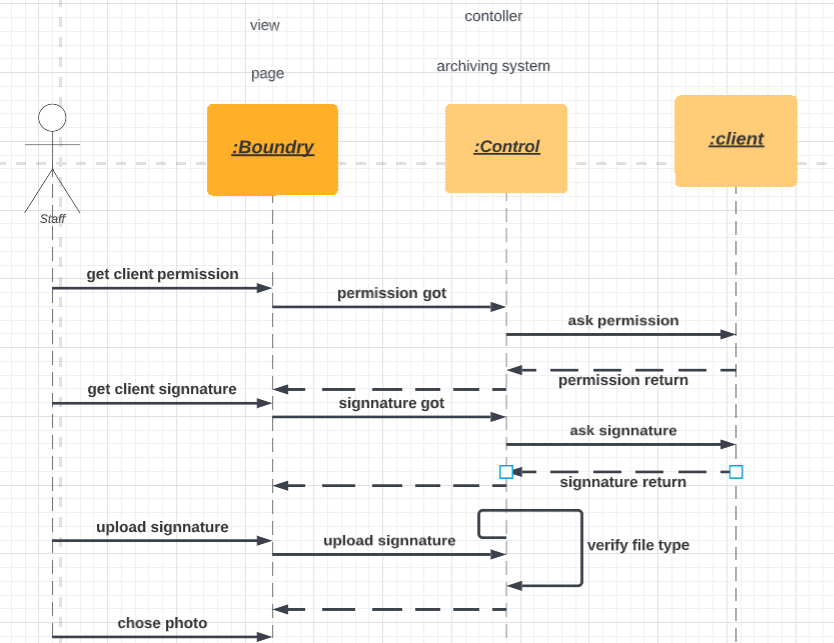 view
contoller
page
archiving system
:Boundry
:Control
:client
Staff
get client permission
permission got
ask permission
permission return
get client signnature
signnature got
ask signnature
signnature return
upload signnature
upload signnature
verify file type
chose photo